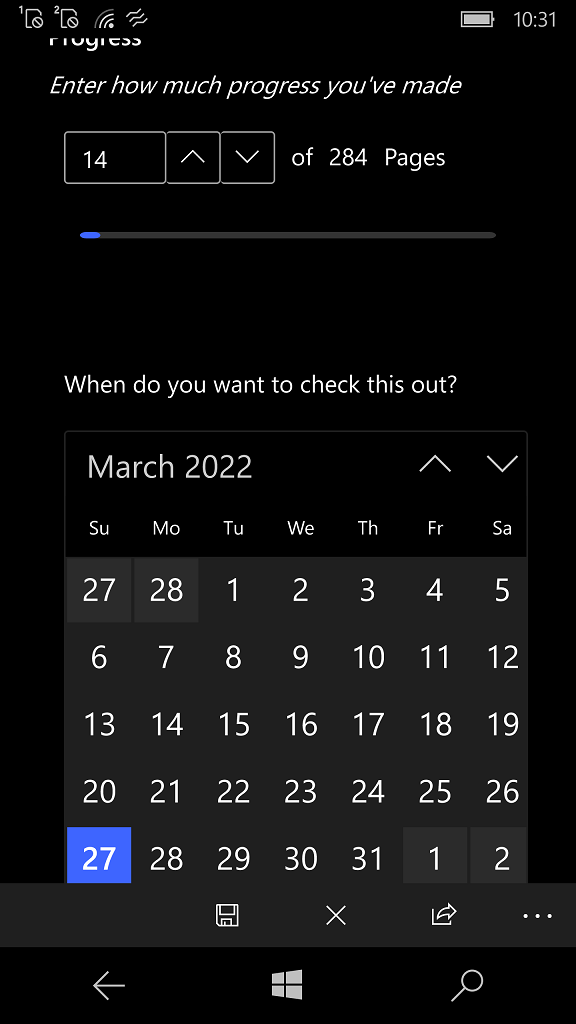 1 2 10:31
Progress
Enter how much progress you've made
14 of 284 Pages
When do you want to check this out?
March 2022
Su Mo Tu We Th Fr Sa
27 28 1 2 3 4 5
6 7 8 9 10 11 12
13 14 15 16 17 18 19
20 21 22 23 24 25 26
27 28 29 30 31 1 2